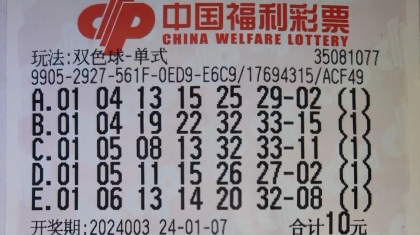 中国福利彩票
CHINA WELFARE LOTTERY
玩法:双色球-单式 35081077
9905-2927-561F-0ED9-E6C9/17694315/ACF49
A.01 04 13 15 25 29-02 (1)
B.01 04 19 22 32 33-15 (1)
C.01 05 08 13 32 33-11 (1)
D.01 05 11 15 26 27-02 (1)
E.01 06 13 14 20 32-08 (1)
开奖期:2024003 24-01-07 合计10元